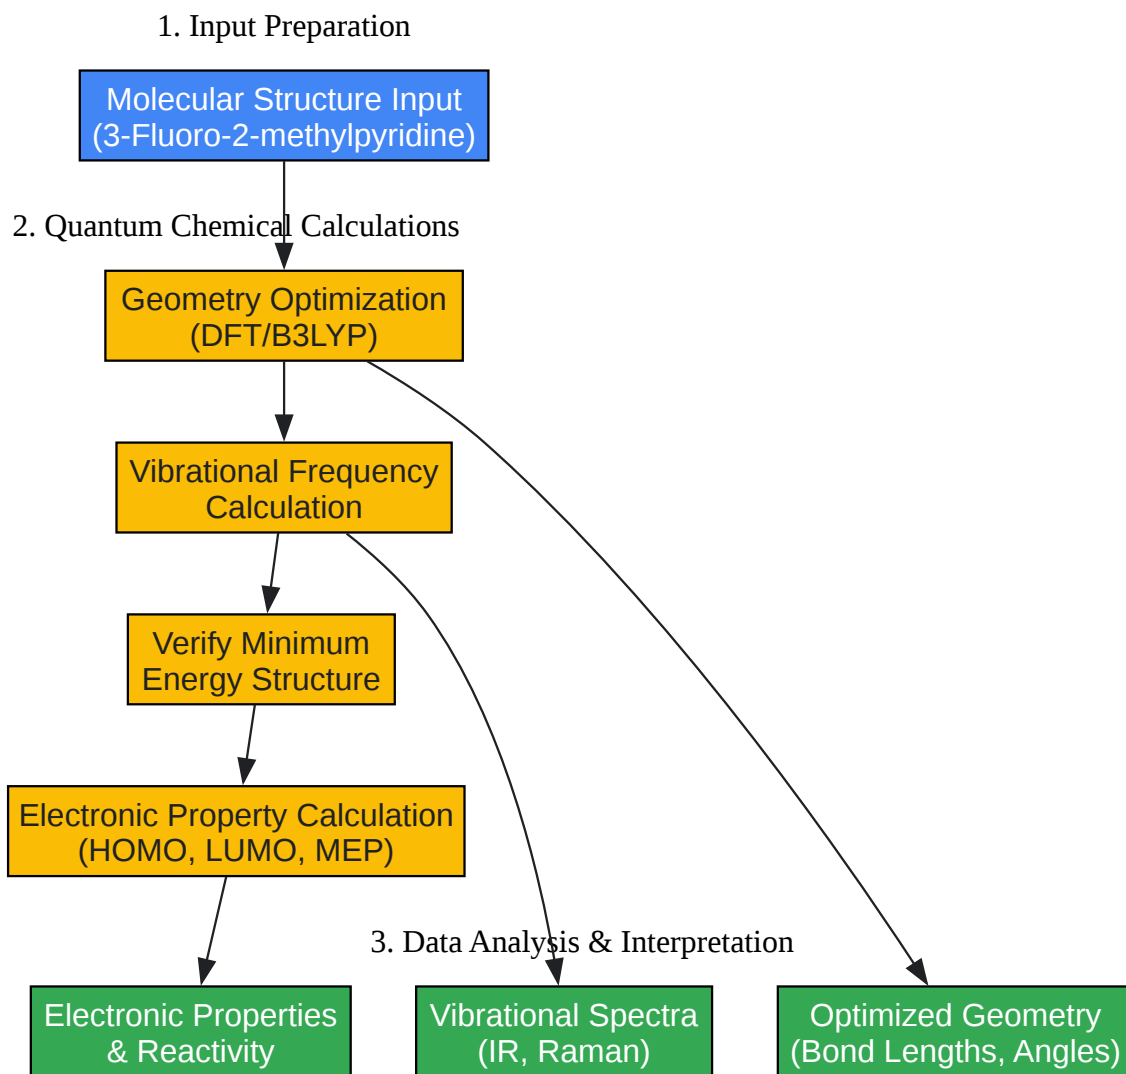 1. Input Preparation
Molecular Structure Input
(3-Fluoro-2-methylpyridine)
2. Quantum Chemical Calculations
Geometry Optimization
(DFT/B3LYP)
Vibrational Frequency
Calculation
Verify Minimum
Energy Structure
Electronic Property Calculation
(HOMO, LUMO, MEP)
3. Data Analysis & Interpretation
Electronic Properties
& Reactivity
Vibrational Spectra
(IR, Raman)
Optimized Geometry
(Bond Lengths, Angles)